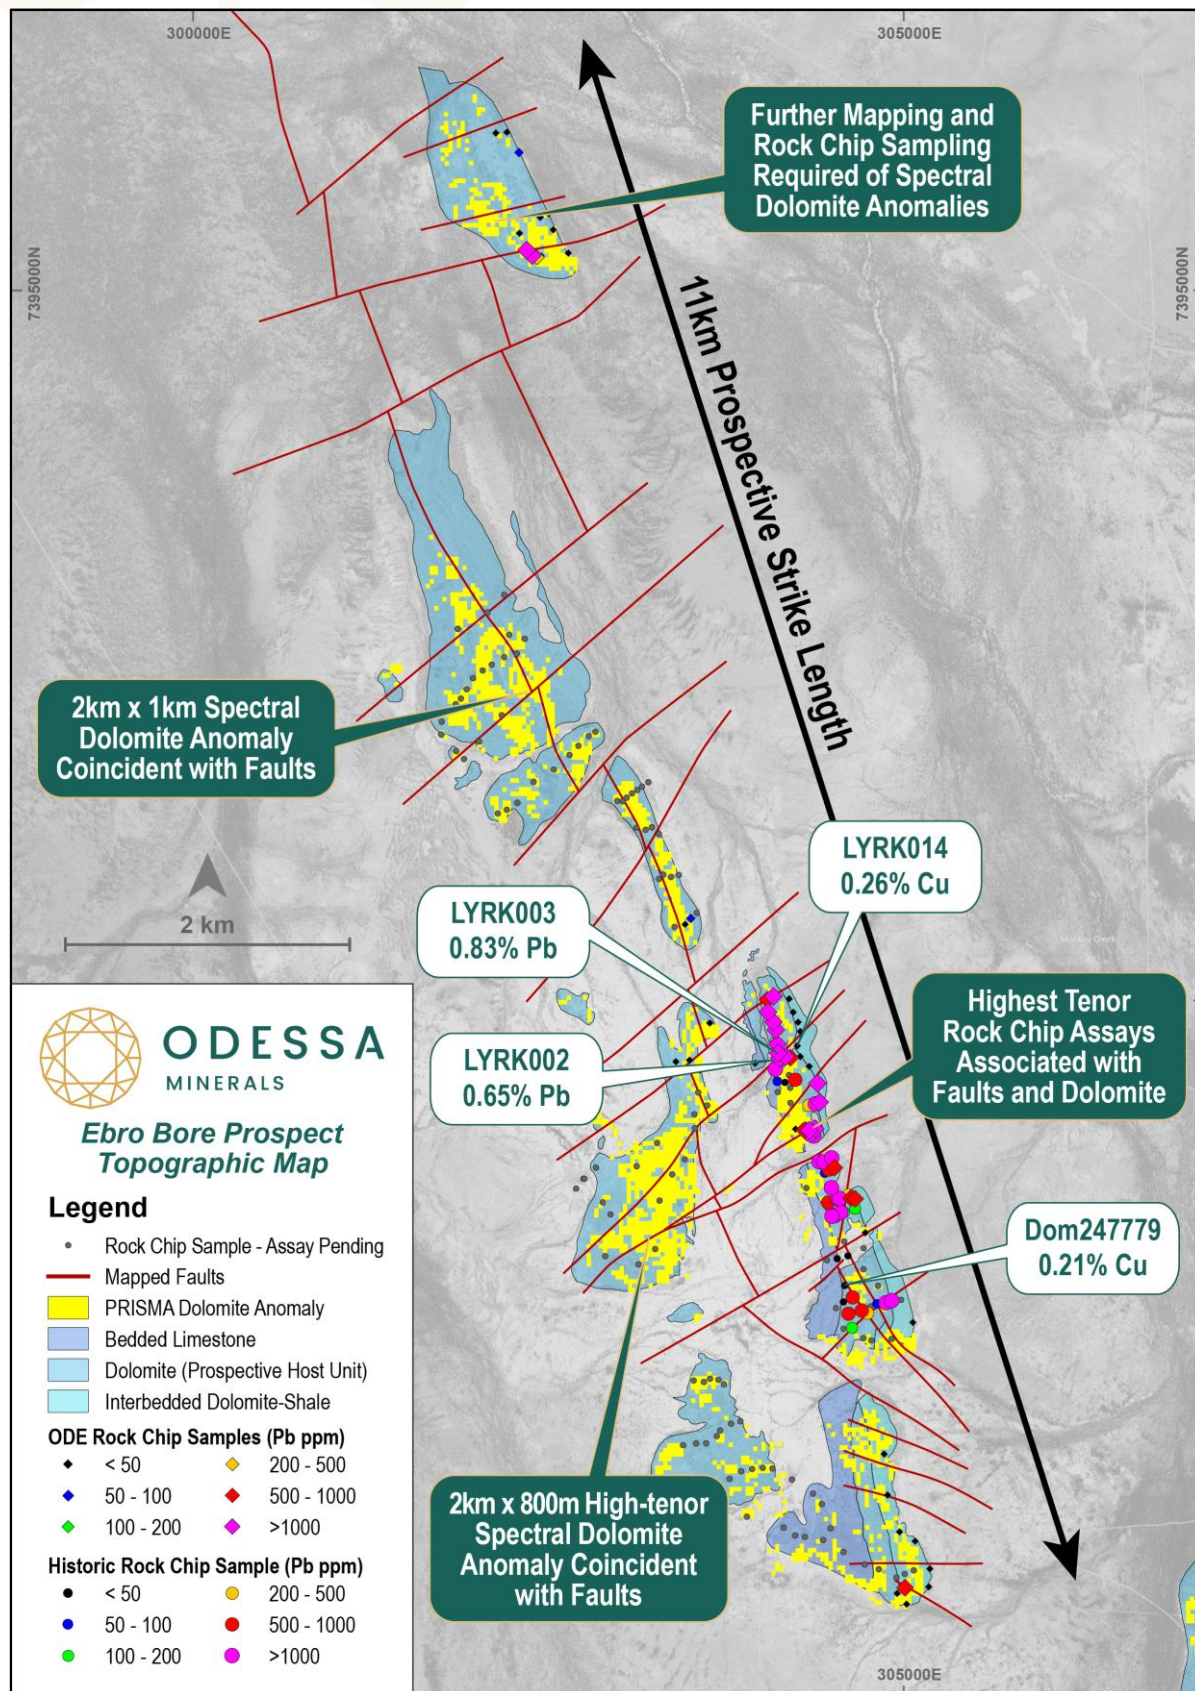 300000E
305000E
7395000N
7395000N
Further Mapping and
Rock Chip Sampling
Required of Spectral
Dolomite Anomalies
11km Prospective Strike Length
2km x 1km Spectral
Dolomite Anomaly
Coincident with Faults
LYRK014
0.26% Cu
LYRK003
0.83% Pb
2 km
Highest Tenor
Rock Chip Assays
Associated with
Faults and Dolomite
LYRK002
0.65% Pb
Dom247779
0.21% Cu
2km x 800m High-tenor
Spectral Dolomite
Anomaly Coincident
with Faults
ODESSA
MINERALS
Ebro Bore Prospect
Topographic Map
Legend
Rock Chip Sample - Assay Pending
Mapped Faults
PRISMA Dolomite Anomaly
Bedded Limestone
Dolomite (Prospective Host Unit)
Interbedded Dolomite-Shale
ODE Rock Chip Samples (Pb ppm)
< 50
50 - 100
100 - 200
200 - 500
500 - 1000
>1000
Historic Rock Chip Sample (Pb ppm)
< 50
50 - 100
100 - 200
200 - 500
500 - 1000
>1000
305000E